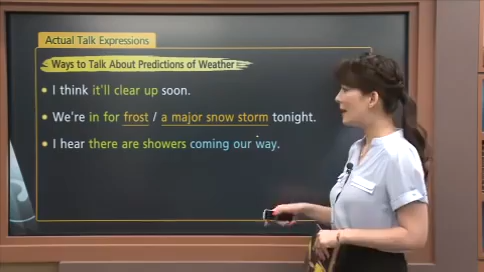 Actual Talk Expressions
Ways to Talk About Predictions of Weather
• I think it'll clear up soon.
• We're in for frost / a major snow storm tonight.
• I hear there are showers coming our way.